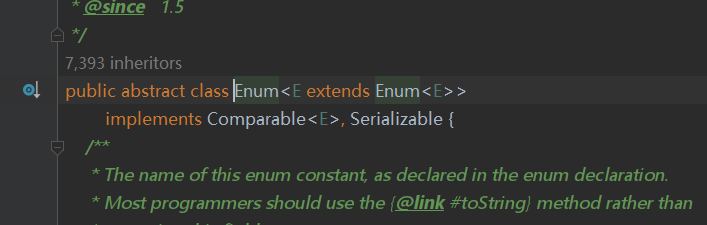 * @since   1.5
*/
7,393 inheritors
public abstract class Enum<E extends Enum<E>>
implements Comparable<E>, Serializable {
/**
* The name of this enum constant, as declared in the enum declaration.
* Most programmers should use the {@link #toString} method rather than